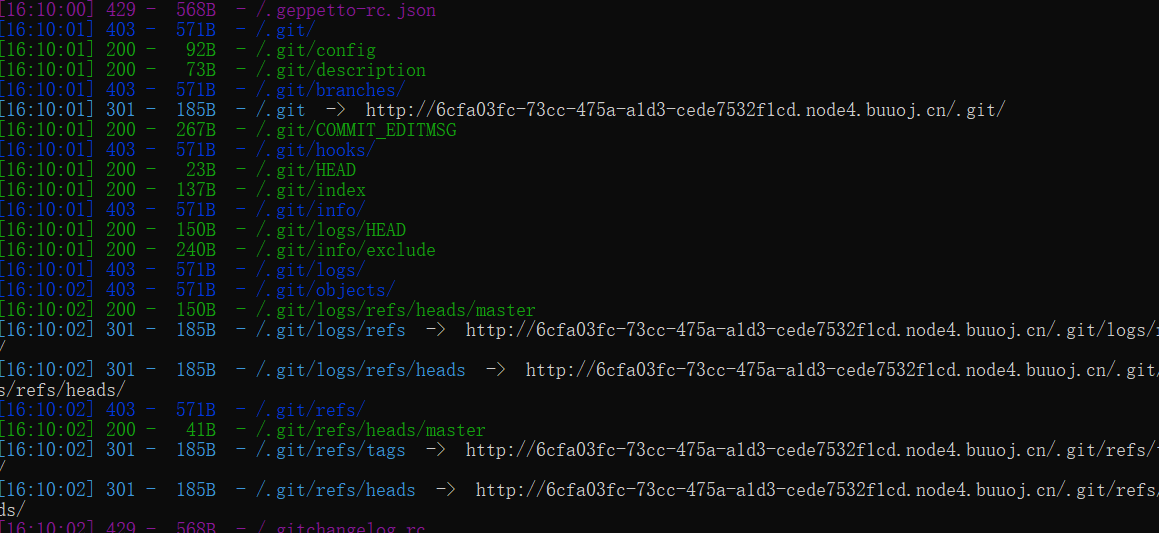 [16:10:00] 429 -   568B  - /.geppetto-rc.json
[16:10:01] 403 -   571B  - /.git/
[16:10:01] 200 -    92B  - /.git/config
[16:10:01] 200 -    73B  - /.git/description
[16:10:01] 403 -   571B  - /.git/branches/
[16:10:01] 301 -   185B  - /.git  ->  http://6cfa03fc-73cc-475a-a1d3-cede7532f1cd.node4.buuoj.cn/.git/
[16:10:01] 200 -   267B  - /.git/COMMIT_EDITMSG
[16:10:01] 403 -   571B  - /.git/hooks/
[16:10:01] 200 -    23B  - /.git/HEAD
[16:10:01] 200 -   137B  - /.git/index
[16:10:01] 403 -   571B  - /.git/info/
[16:10:01] 200 -   150B  - /.git/logs/HEAD
[16:10:01] 200 -   240B  - /.git/info/exclude
[16:10:01] 403 -   571B  - /.git/logs/
[16:10:02] 403 -   571B  - /.git/objects/
[16:10:02] 200 -   150B  - /.git/logs/refs/heads/master
[16:10:02] 301 -   185B  - /.git/logs/refs  ->  http://6cfa03fc-73cc-475a-a1d3-cede7532f1cd.node4.buuoj.cn/.git/logs/
/
[16:10:02] 301 -   185B  - /.git/logs/refs/heads  ->  http://6cfa03fc-73cc-475a-a1d3-cede7532f1cd.node4.buuoj.cn/.git/
s/refs/heads/
[16:10:02] 403 -   571B  - /.git/refs/
[16:10:02] 200 -    41B  - /.git/refs/heads/master
[16:10:02] 301 -   185B  - /.git/refs/tags  ->  http://6cfa03fc-73cc-475a-a1d3-cede7532f1cd.node4.buuoj.cn/.git/refs/
/
[16:10:02] 301 -   185B  - /.git/refs/heads  ->  http://6cfa03fc-73cc-475a-a1d3-cede7532f1cd.node4.buuoj.cn/.git/refs/
ds/
[16:10:02] 429 -   568B  - /.gitchangelog.rc